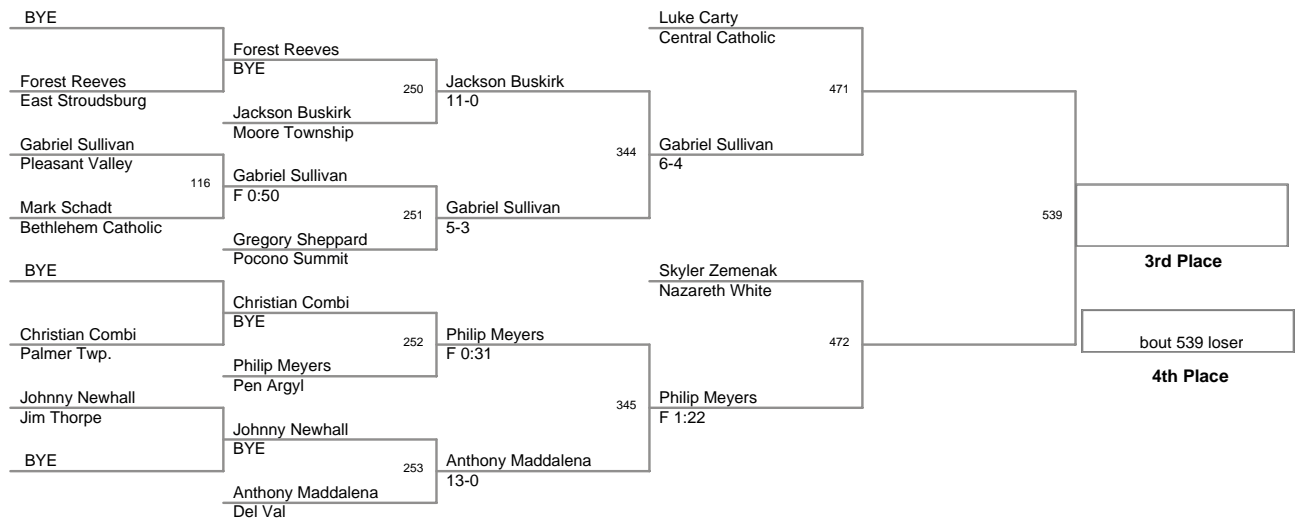 BYE
Forest Reeves
BYE
Forest Reeves
East Stroudsburg
250
Jackson Buskirk
11-0
Jackson Buskirk
Moore Township
Gabriel Sullivan
Pleasant Valley
116
Gabriel Sullivan
F 0:50
Mark Schadt
Bethlehem Catholic
251
Gabriel Sullivan
5-3
Gregory Sheppard
Pocono Summit
344
Gabriel Sullivan
6-4
Luke Carty
Central Catholic
471
BYE
Christian Combi
BYE
Christian Combi
Palmer Twp.
252
Philip Meyers
F 0:31
Philip Meyers
Pen Argyl
Johnny Newhall
Jim Thorpe
Johnny Newhall
BYE
BYE
253
Anthony Maddalena
13-0
Anthony Maddalena
Del Val
345
Philip Meyers
F 1:22
Skyler Zemenak
Nazareth White
472
539
3rd Place
bout 539 loser
4th Place